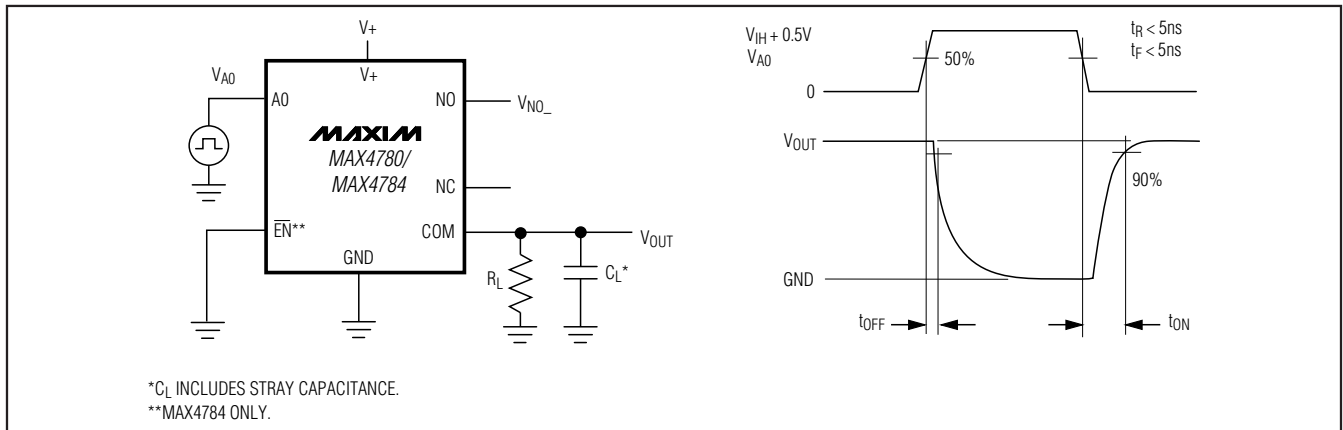 V+
V+
VA0
A0
NO
VNO_
MAXIM
MAX4780/
MAX4784
NC
EN**
COM
VOUT
GND
RL
CL*
*CL INCLUDES STRAY CAPACITANCE.
**MAX4784 ONLY.
VIH + 0.5V
VA0
50%
tR < 5ns
tF < 5ns
0
VOUT
90%
GND
tOFF
tON